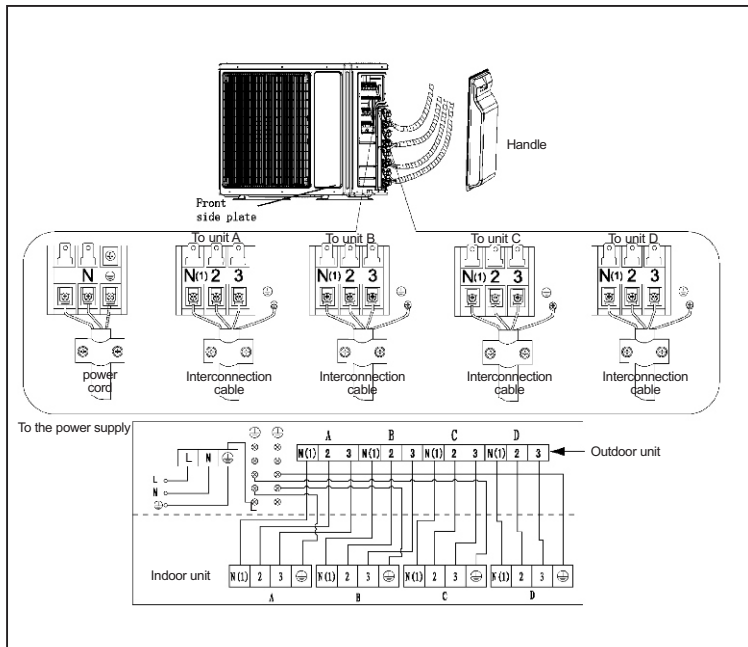 Handle
Front
side plate
To unit A
To unit B
To unit C
To unit D
N
N(1) 2 3
N(1) 2 3
N(1) 2 3
N(1) 2 3
power
cord
Interconnection
cable
Interconnection
cable
Interconnection
cable
Interconnection
cable
To the power supply
A B C D
N(1) 2 3 N(1) 2 3 N(1) 2 3 N(1) 2 3
Outdoor unit
L N
L
N
Indoor unit
N(1) 2 3 N(1) 2 3 N(1) 2 3 N(1) 2 3
A B C D